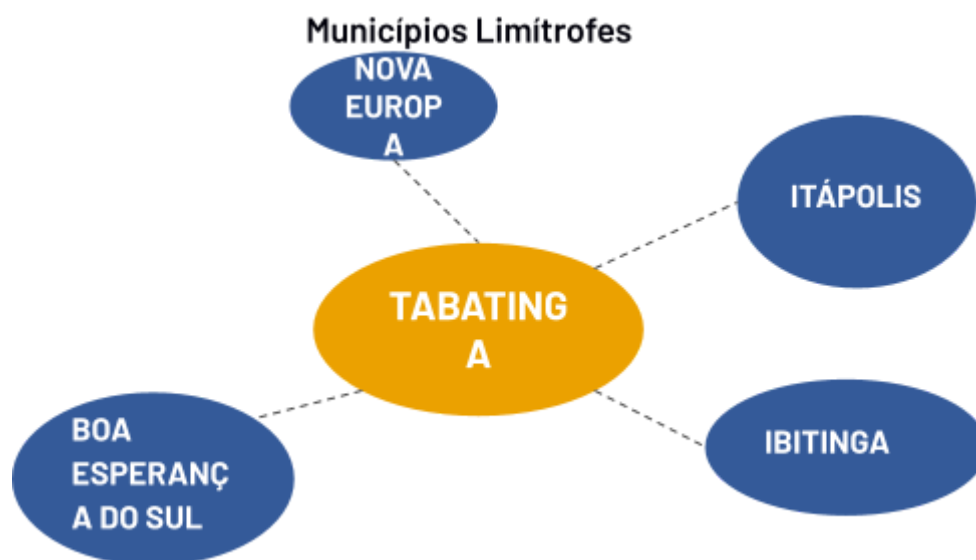 Municípios Limítrofes
NOVA
EUROP
A
ITÁPOLIS
TABATING
A
BOA
ESPERANÇ
A DO SUL
IBITINGA